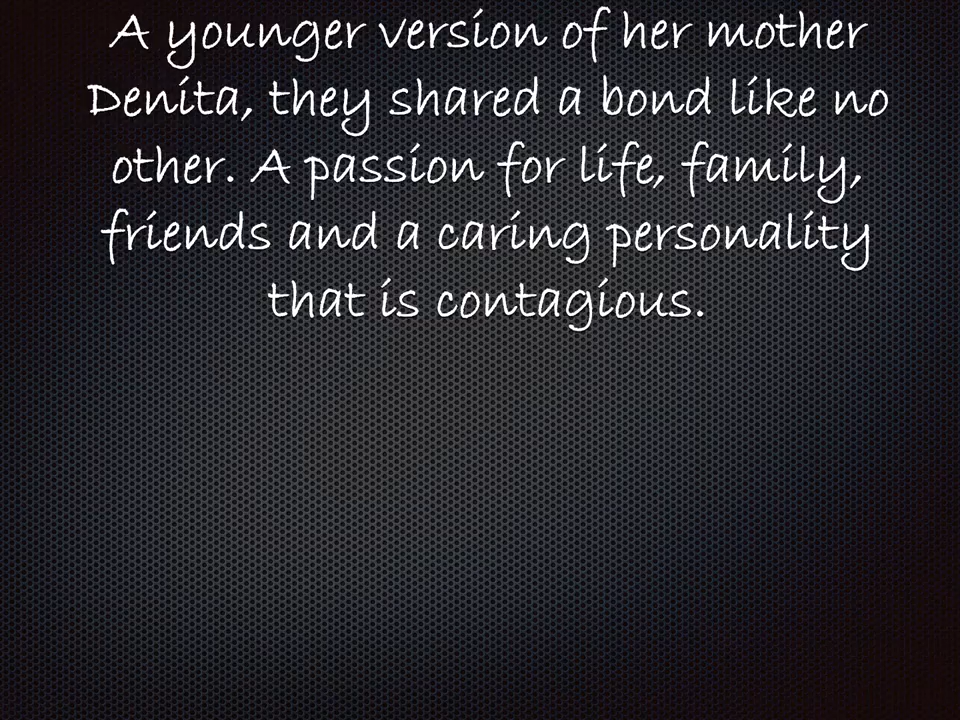 A younger version of her mother
Denita, they shared a bond like no
other. A passion for life, family,
friends and a caring personality
that is contagious.